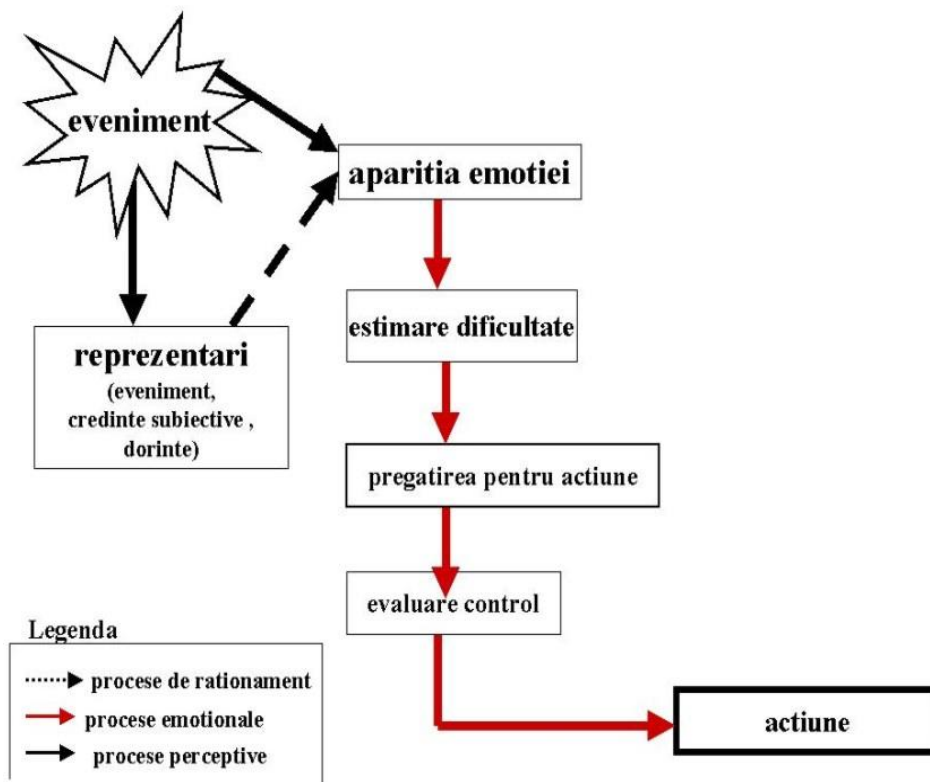 eveniment
aparitia emotiei
estimare dificultate
reprezentari
(eveniment,
credinte subiective ,
dorinte)
pregatirea pentru actiune
evaluare control
actiune
Legenda
procese de rationament
procese emotionale
procese perceptive